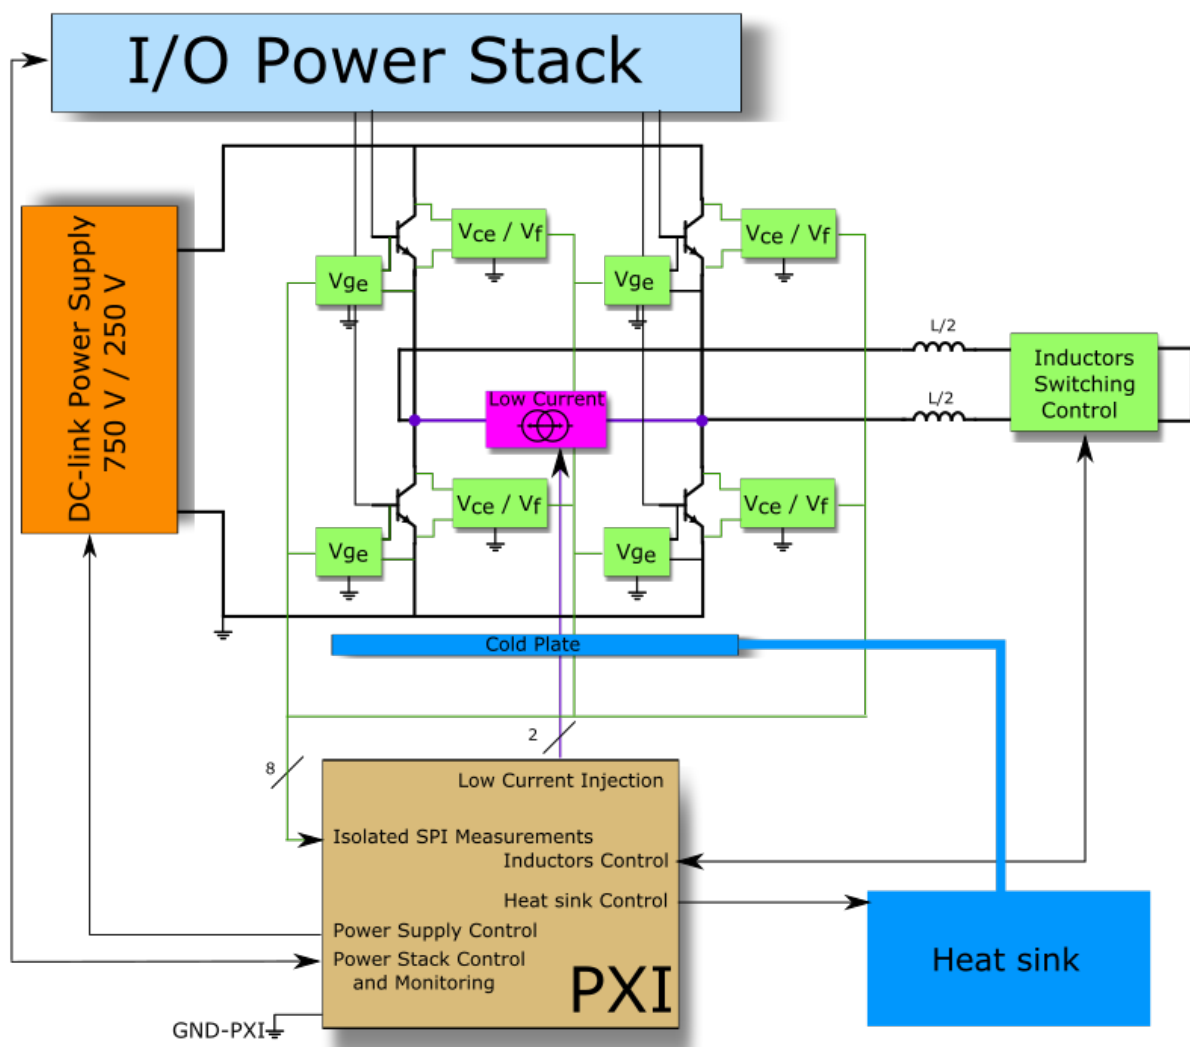 I/O Power Stack
DC-link Power Supply
750 V / 250 V
Vce / Vf
Vce / Vf
Vge
Vge
L/2
L/2
Inductors
Switching
Control
Low Current
Vce / Vf
Vce / Vf
Vge
Vge
Cold Plate
2
8
Low Current Injection
Isolated SPI Measurements
Inductors Control
Heat sink Control
Power Supply Control
Power Stack Control
and Monitoring
PXI
GND-PXI
Heat sink